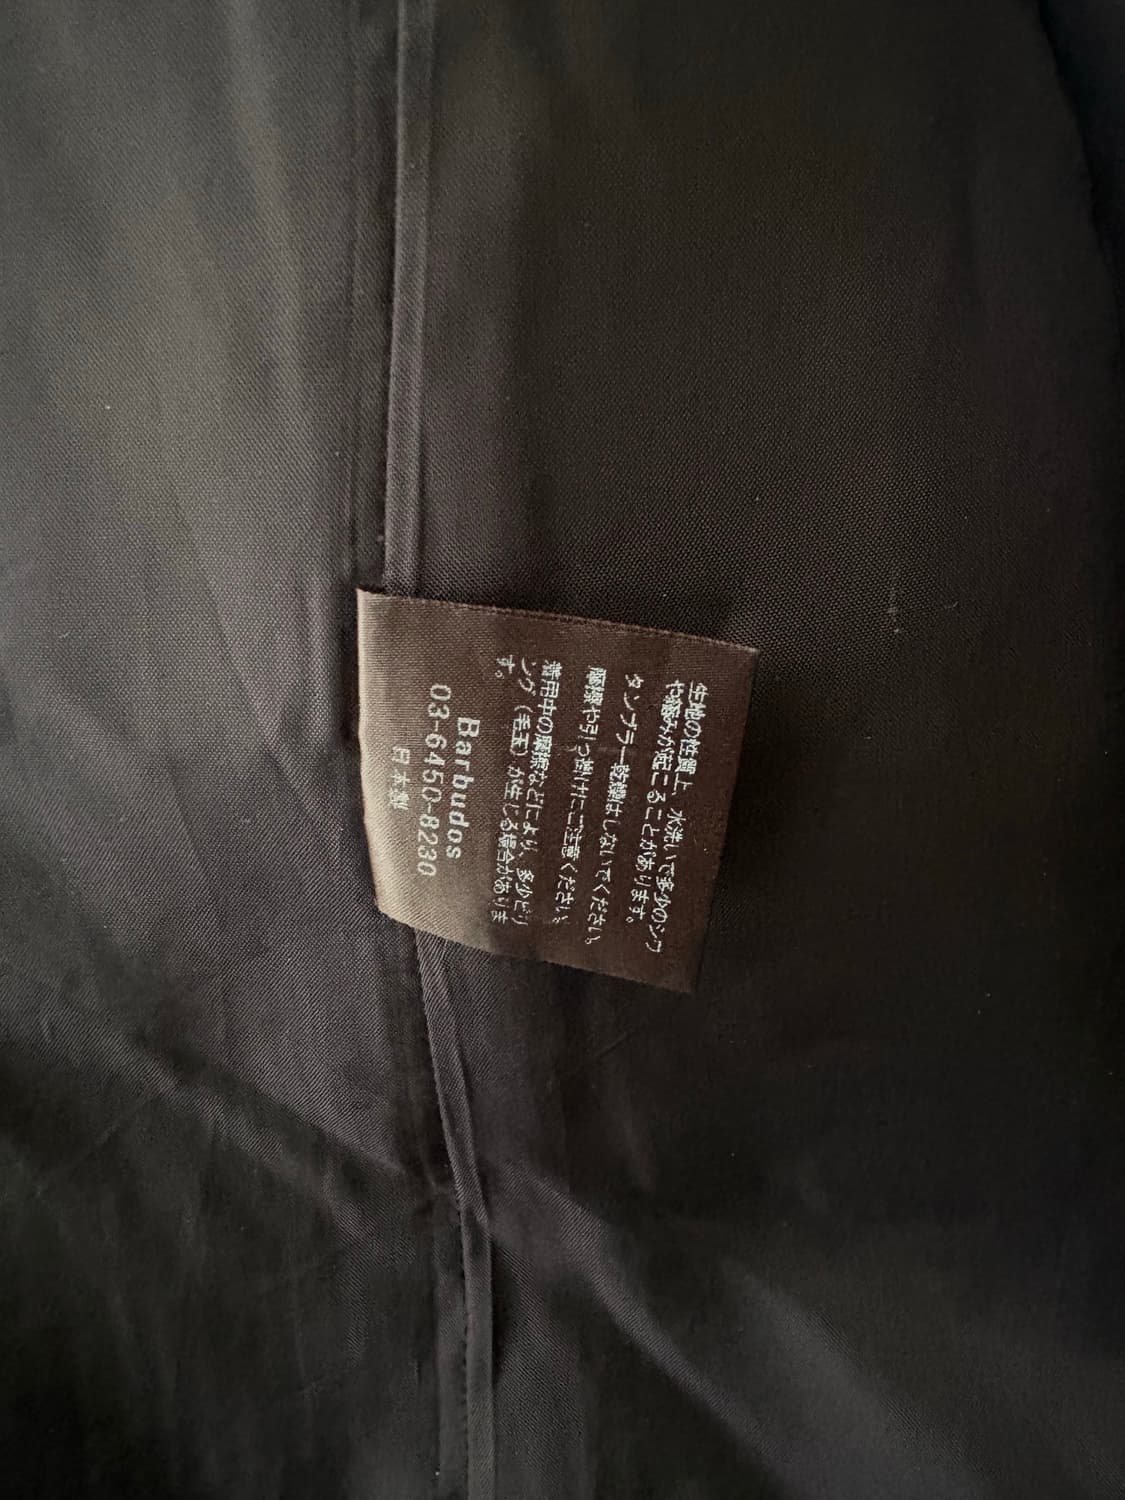 生地の性質上、水洗いで多少のシワ
や縮みが起こることがあります。
タンブラー乾燥はしないでください。
摩擦や引っ掛けにご注意ください。
着用中の摩擦などにより、多少ピリ
ング（毛玉）が生じる場合がありま
す。
Barbudos
03-6450-8230
日本製